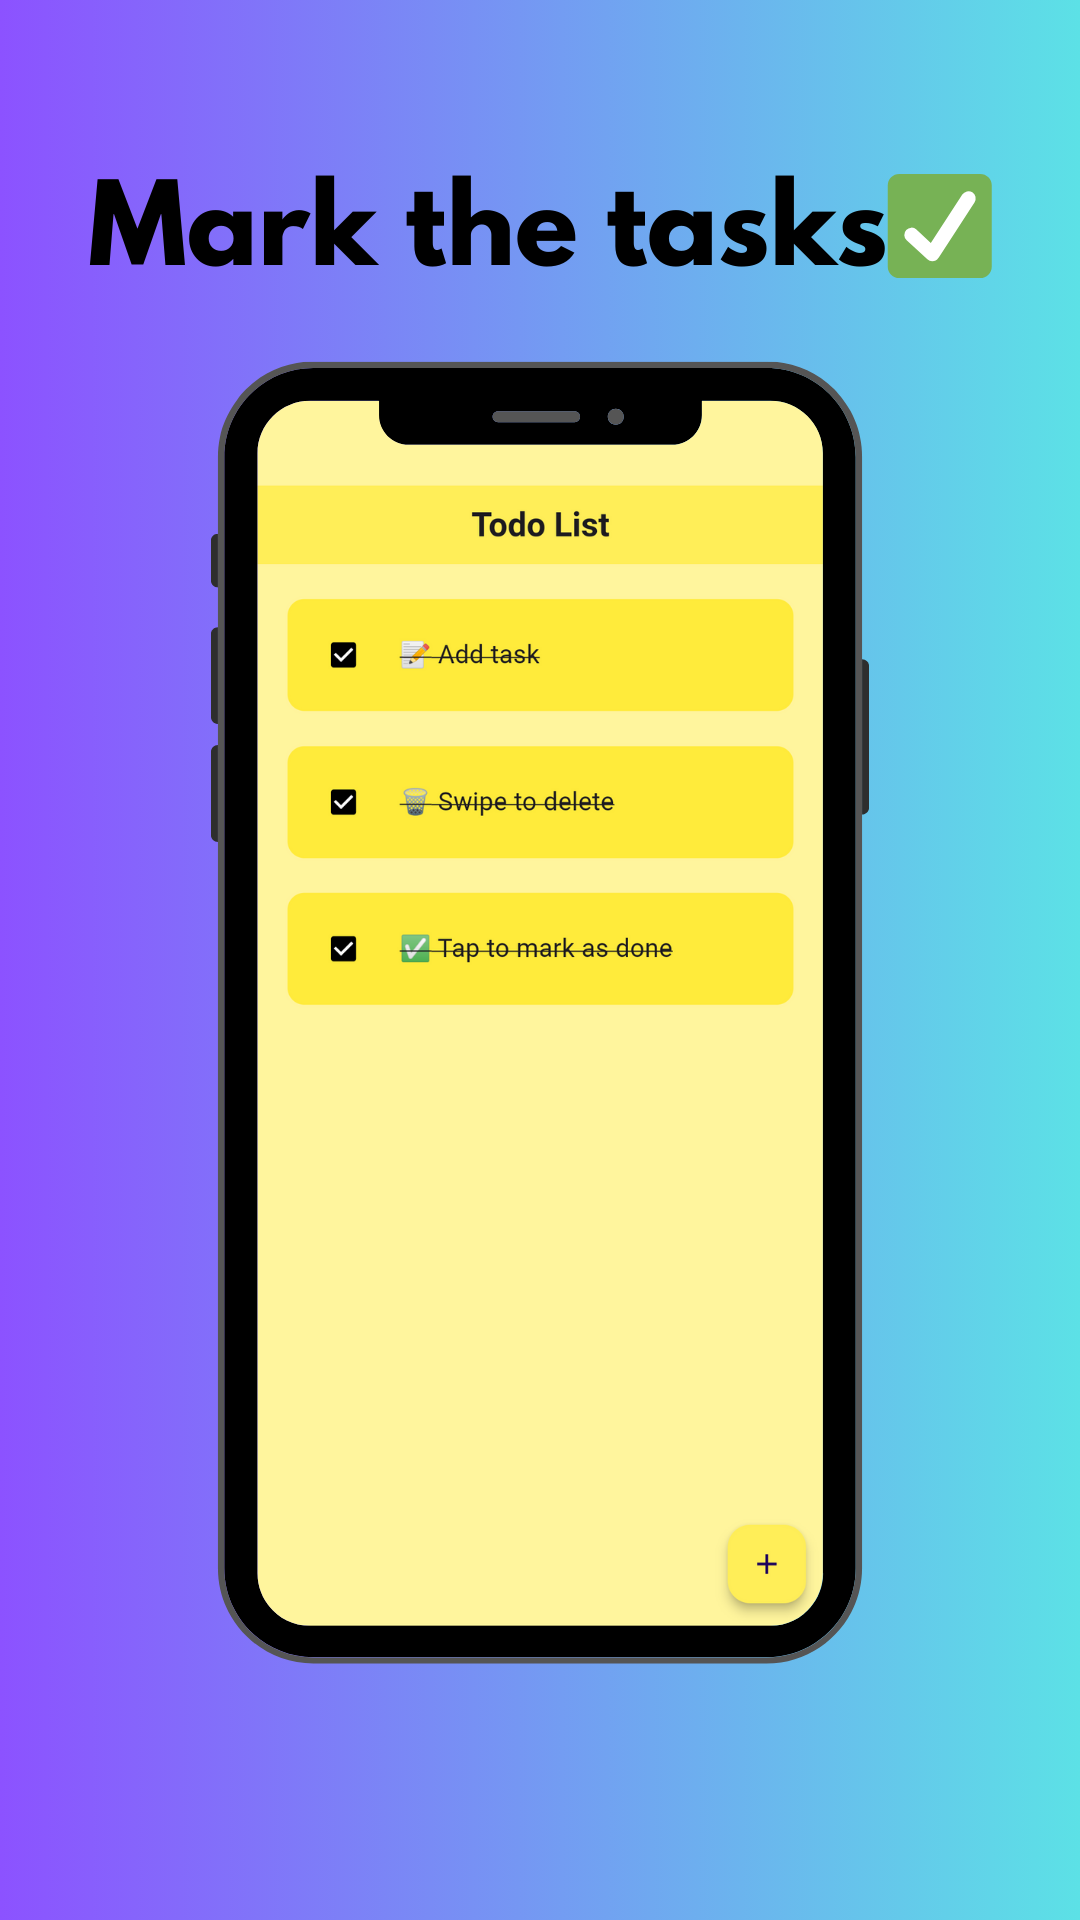 Mark the tasks✅
Todo List
📝 Add task
🗑️ Swipe to delete
✅ Tap to mark as done
+